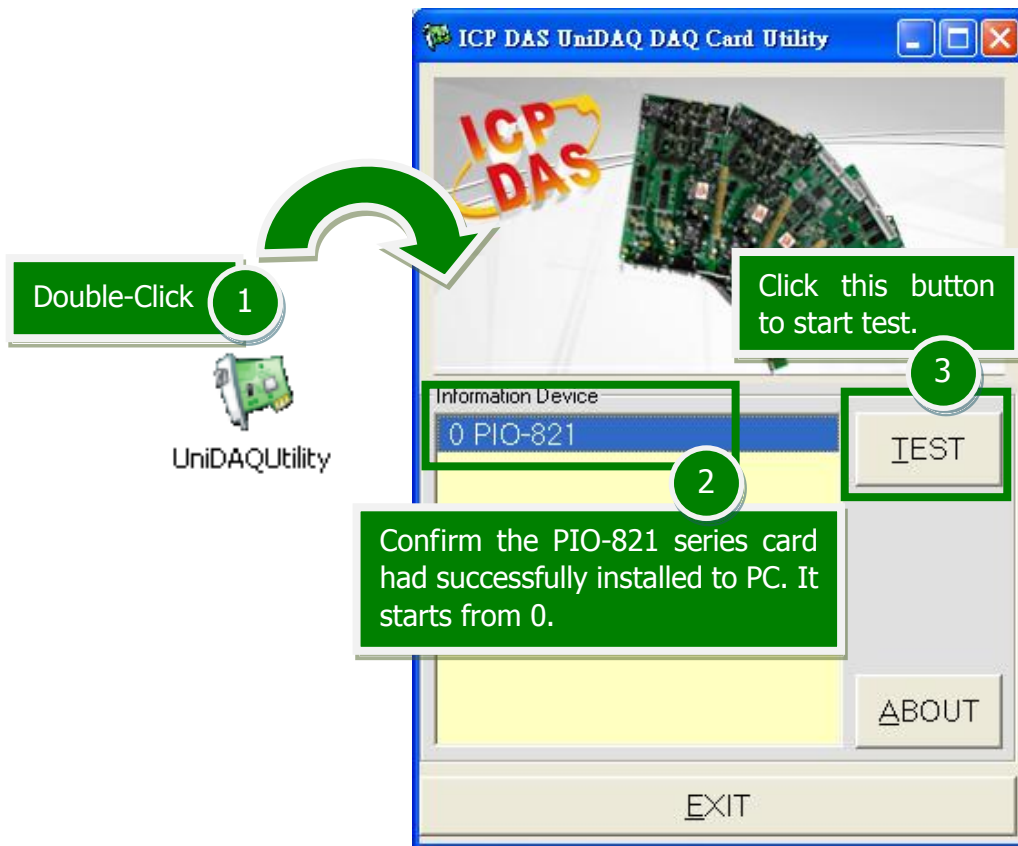 ICP DAS UniDAQ DAQ Card Utility
ICP
DAS
Double-Click
1
UniDAQUtility
Click this button
to start test.
3
Information Device
0 PIO-821
TEST
2
Confirm the PIO-821 series card
had successfully installed to PC. It
starts from 0.
ABOUT
EXIT